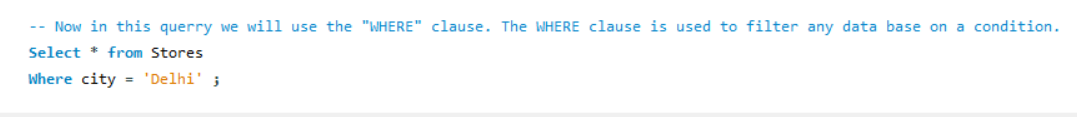 -- Now in this querry we will use the "WHERE" clause. The WHERE clause is used to filter any data base on a condition.
Select * from Stores
Where city = 'Delhi' ;